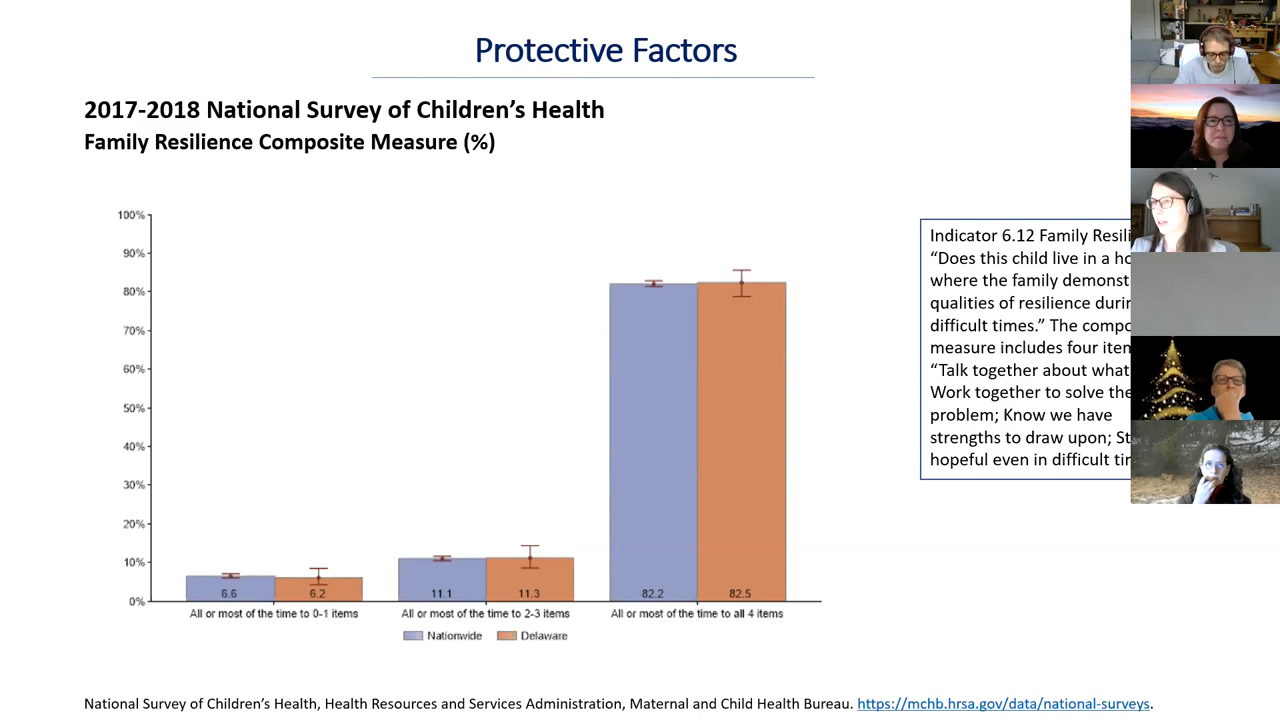 Protective Factors
2017-2018 National Survey of Children's Health
Family Resilience Composite Measure (%)
100%
90%
80%
70%
60%
50%
40%
30%
20%
10%
0%
6.6
6.2
11.1
11.3
82.2
82.5
All or most of the time to 0-1 items
All or most of the time to 2-3 items
All or most of the time to all 4 items
Nationwide
Delaware
Indicator 6.12 Family Resili
“Does this child live in a ho
where the family demonst
qualities of resilience durin
difficult times.” The compo
measure includes four item
“Talk together about what
Work together to solve the
problem; Know we have
strengths to draw upon; St
hopeful even in difficult tim
National Survey of Children's Health, Health Resources and Services Administration, Maternal and Child Health Bureau. https://mchb.hrsa.gov/data/national-surveys.